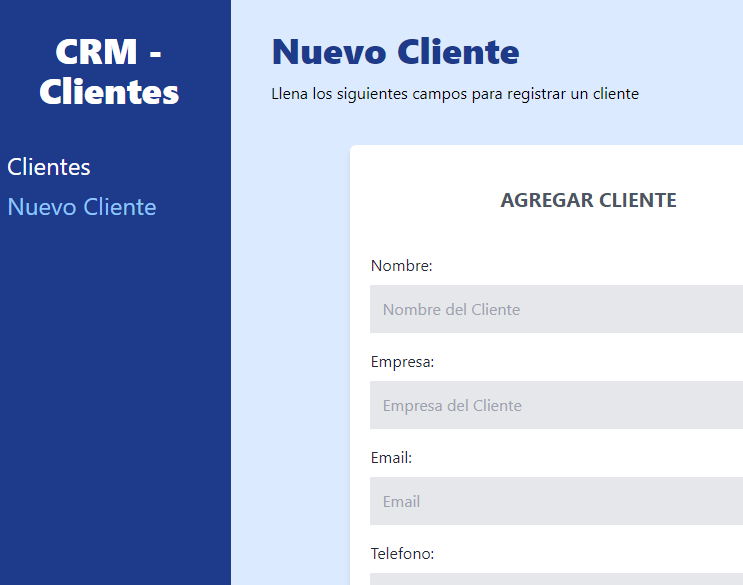 CRM -
Clientes
Clientes
Nuevo Cliente
Nuevo Cliente
Llena los siguientes campos para registrar un cliente
AGREGAR CLIENTE
Nombre:
Nombre del Cliente
Empresa:
Empresa del Cliente
Email:
Email
Telefono: